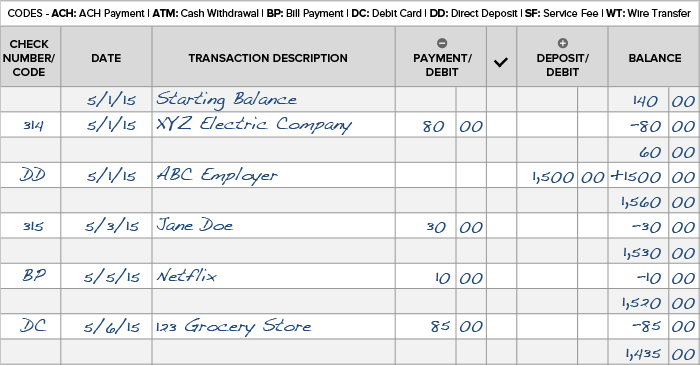 CODES - ACH: ACH Payment | ATM: Cash Withdrawal | BP: Bill Payment | DC: Debit Card | DD: Direct Deposit | SF: Service Fee | WT: Wire Transfer
CHECK NUMBER/ CODE DATE TRANSACTION DESCRIPTION − PAYMENT/ DEBIT ✓ + DEPOSIT/ DEBIT BALANCE
5/1/15 Starting Balance 140 00
314 5/1/15 XYZ Electric Company 80 00 -80 00
60 00
DD 5/1/15 ABC Employer 1,500 00 +1500 00
1,560 00
315 5/3/15 Jane Doe 30 00 -30 00
1,530 00
BP 5/5/15 Netflix 10 00 -10 00
1,520 00
DC 5/6/15 123 Grocery Store 85 00 -85 00
1,435 00